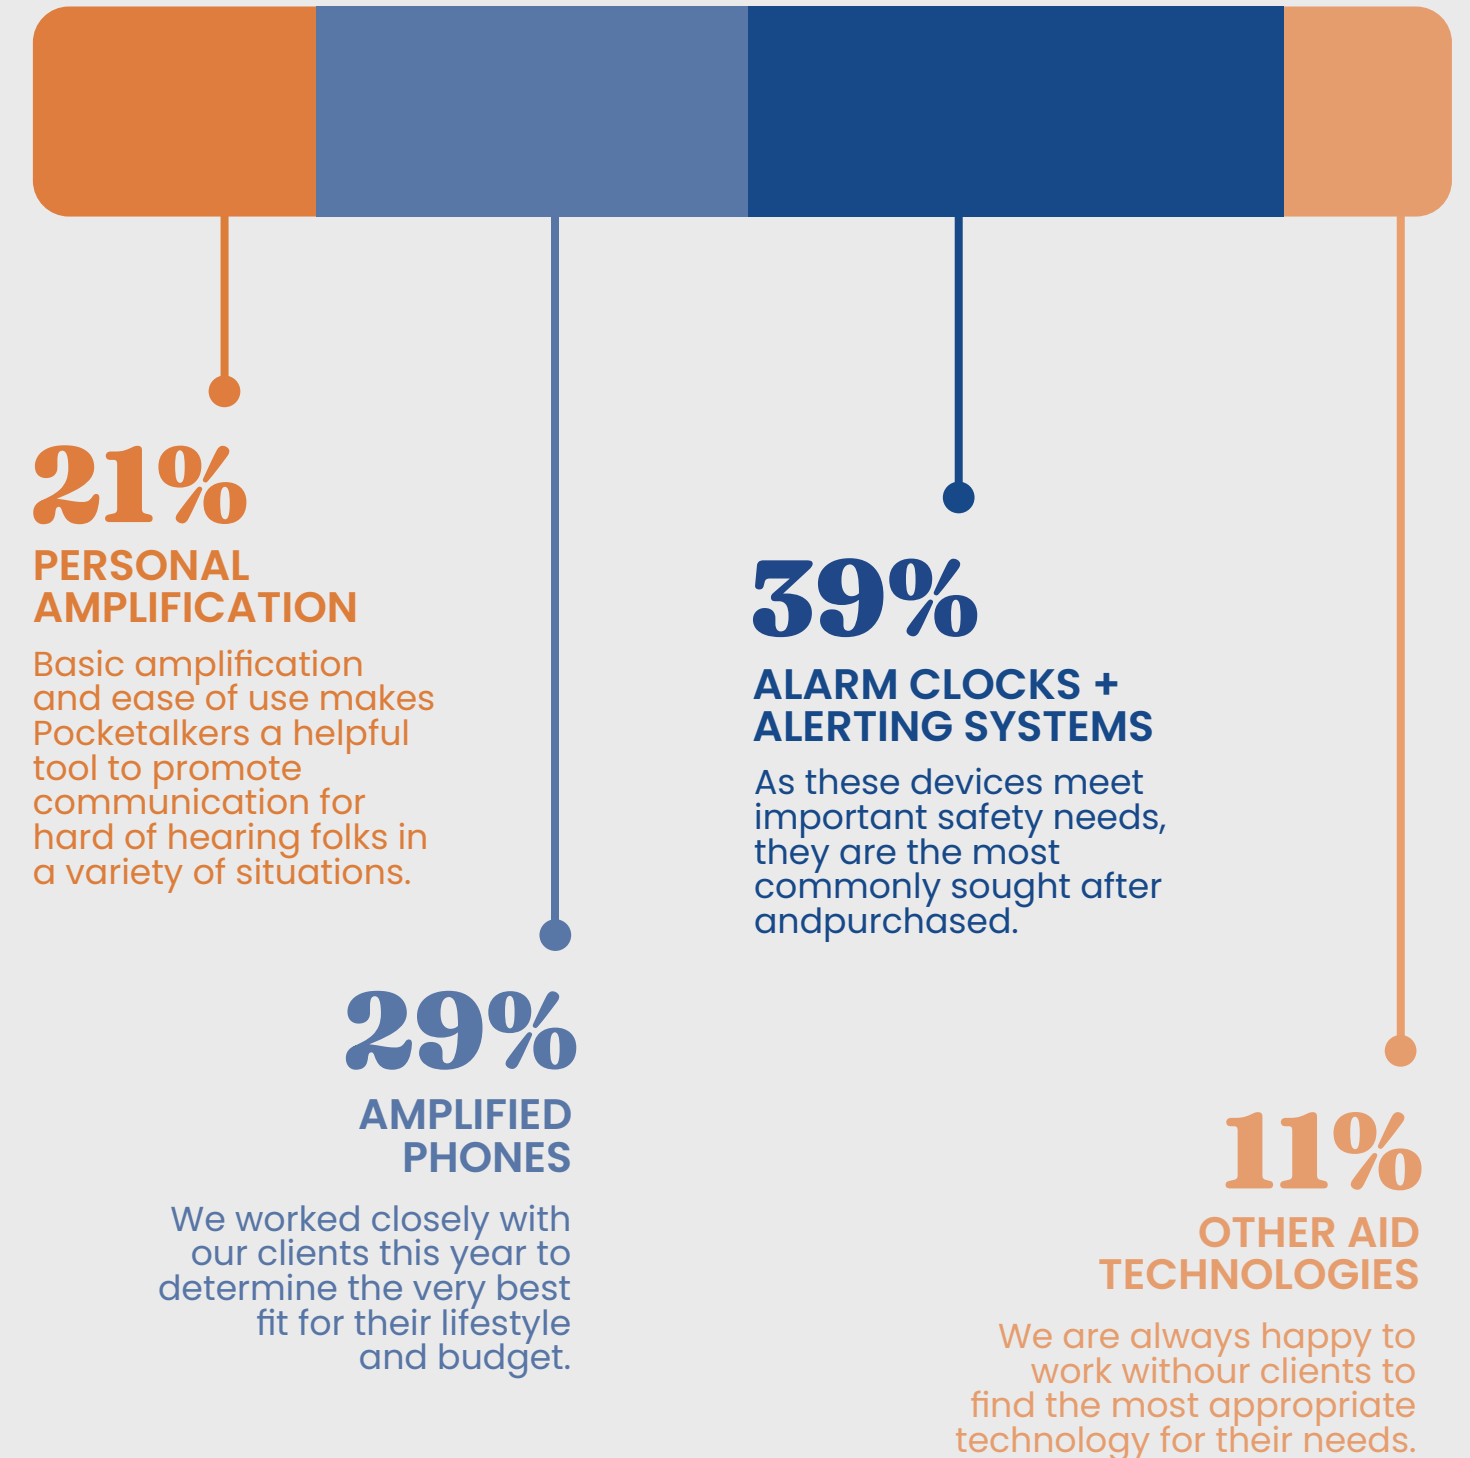 21%
PERSONAL
AMPLIFICATION
Basic amplification
and ease of use makes
Pocketalkers a helpful
tool to promote
communication for
hard of hearing folks in
a variety of situations.
29%
AMPLIFIED
PHONES
We worked closely with
our clients this year to
determine the very best
fit for their lifestyle
and budget.
39%
ALARM CLOCKS +
ALERTING SYSTEMS
As these devices meet
important safety needs,
they are the most
commonly sought after
andpurchased.
11%
OTHER AID
TECHNOLOGIES
We are always happy to
work withour clients to
find the most appropriate
technology for their needs.